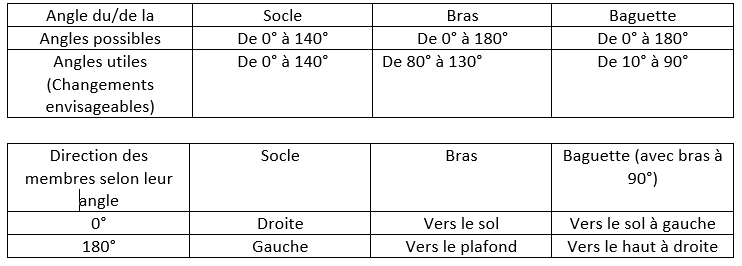 Angle du/de la Socle Bras Baguette
Angles possibles De 0° à 140° De 0° à 180° De 0° à 180°
Angles utiles De 0° à 140° De 80° à 130° De 10° à 90°
(Changements
envisageables)
Direction des Socle Bras Baguette (avec bras à
membres selon leur 90°)
angle
0° Droite Vers le sol Vers le sol à gauche
180° Gauche Vers le plafond Vers le haut à droite